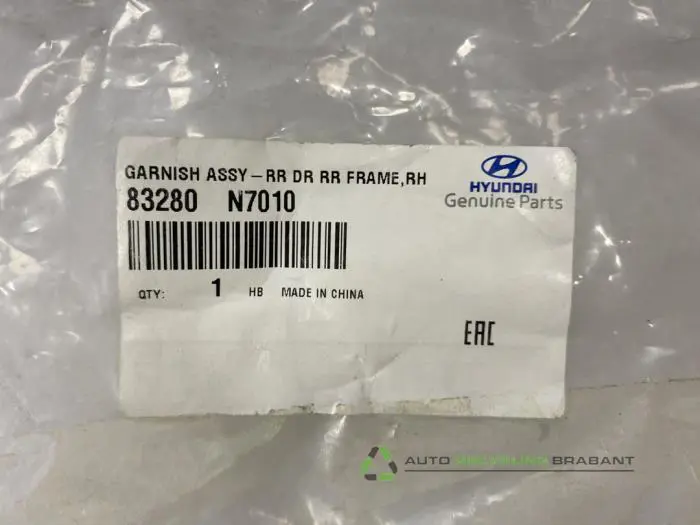 GARNISH ASSY-RR DR RR FRAME,RH
83280 N7010
HYUNDAI
Genuine Parts
QTY: 1 HB MADE IN CHINA
EAC
AUTO RECYCLING BRABANT